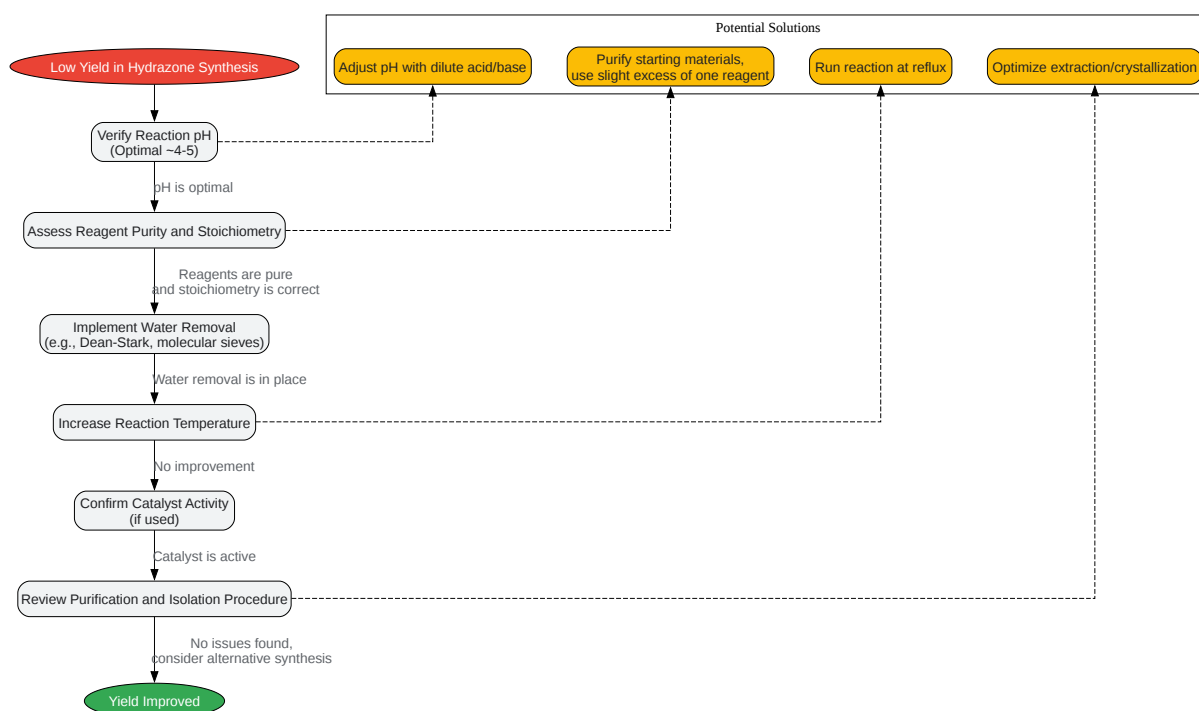 Potential Solutions
Low Yield in Hydrazone Synthesis
Adjust pH with dilute acid/base
Purify starting materials,
use slight excess of one reagent
Run reaction at reflux
Optimize extraction/crystallization
Verify Reaction pH
(Optimal ~4-5)
pH is optimal
Assess Reagent Purity and Stoichiometry
Reagents are pure
and stoichiometry is correct
Implement Water Removal
(e.g., Dean-Stark, molecular sieves)
Water removal is in place
Increase Reaction Temperature
No improvement
Confirm Catalyst Activity
(if used)
Catalyst is active
Review Purification and Isolation Procedure
No issues found,
consider alternative synthesis
Yield Improved